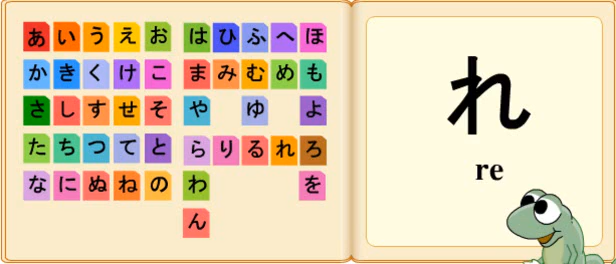 あ い う え お
か き く け こ
さ し す せ そ
た ち つ て と
な に ぬ ね の
は ひ ふ へ ほ
ま み む め も
や ゆ よ
ら り る れ ろ
わ を
ん
れ
re